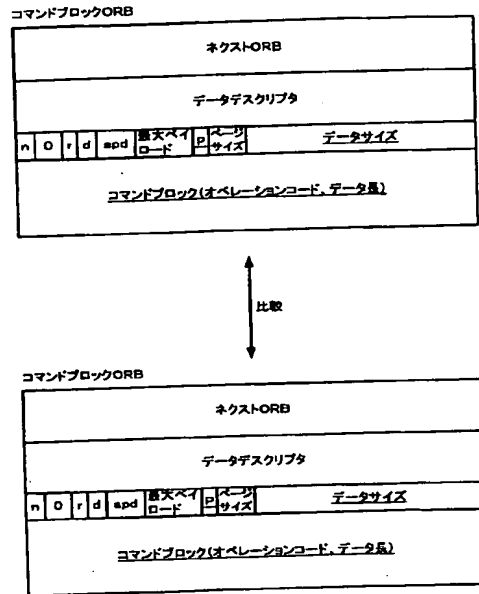 コマンドブロックORB
ネクストORB
データデスクリプタ
n O r d spd 最大ペイ
ロード P ページ
サイズ データサイズ
コマンドブロック(オペレーションコード、データ長)
比較
コマンドブロックORB
ネクストORB
データデスクリプタ
n O r d spd 最大ペイ
ロード P ページ
サイズ データサイズ
コマンドブロック(オペレーションコード、データ長)